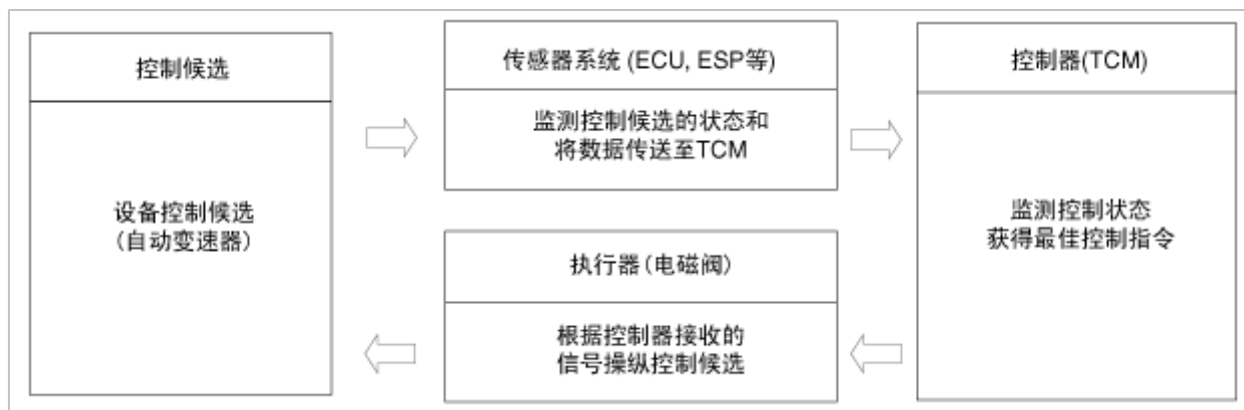 控制候选
设备控制候选
(自动变速器)
传感器系统 (ECU, ESP等)
监测控制候选的状态和
将数据传送至TCM
控制器(TCM)
监测控制状态
获得最佳控制指令
执行器(电磁阀)
根据控制器接收的
信号操纵控制候选